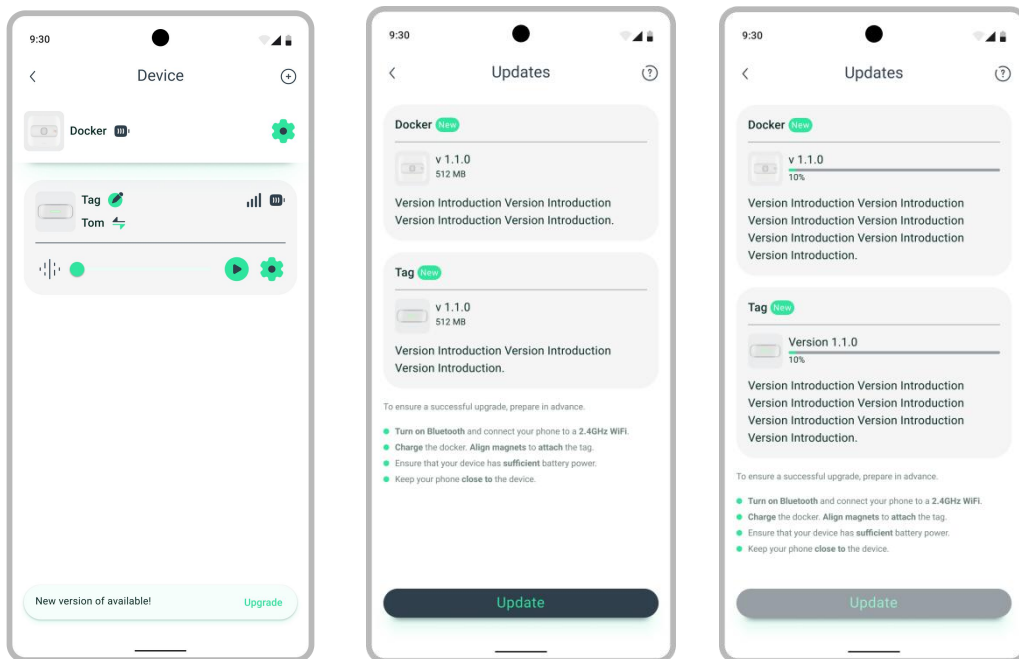 9:30
Device
Docker
Tag
Tom
New version of available!
Upgrade
9:30
Updates
?
Docker New
v 1.1.0
512 MB
Version Introduction Version Introduction
Version Introduction Version Introduction.
Tag New
v 1.1.0
512 MB
Version Introduction Version Introduction
Version Introduction.
To ensure a successful upgrade, prepare in advance.
Turn on Bluetooth and connect your phone to a 2.4GHz WiFi.
Charge the docker. Align magnets to attach the tag.
Ensure that your device has sufficient battery power.
Keep your phone close to the device.
Update
9:30
Updates
?
Docker New
v 1.1.0
10%
Version Introduction Version Introduction
Version Introduction Version Introduction
Version Introduction Version Introduction
Version Introduction.
Tag New
Version 1.1.0
10%
Version Introduction Version Introduction
Version Introduction Version Introduction
Version Introduction Version Introduction
Version Introduction.
To ensure a successful upgrade, prepare in advance.
Turn on Bluetooth and connect your phone to a 2.4GHz WiFi.
Charge the docker. Align magnets to attach the tag.
Ensure that your device has sufficient battery power.
Keep your phone close to the device.
Update